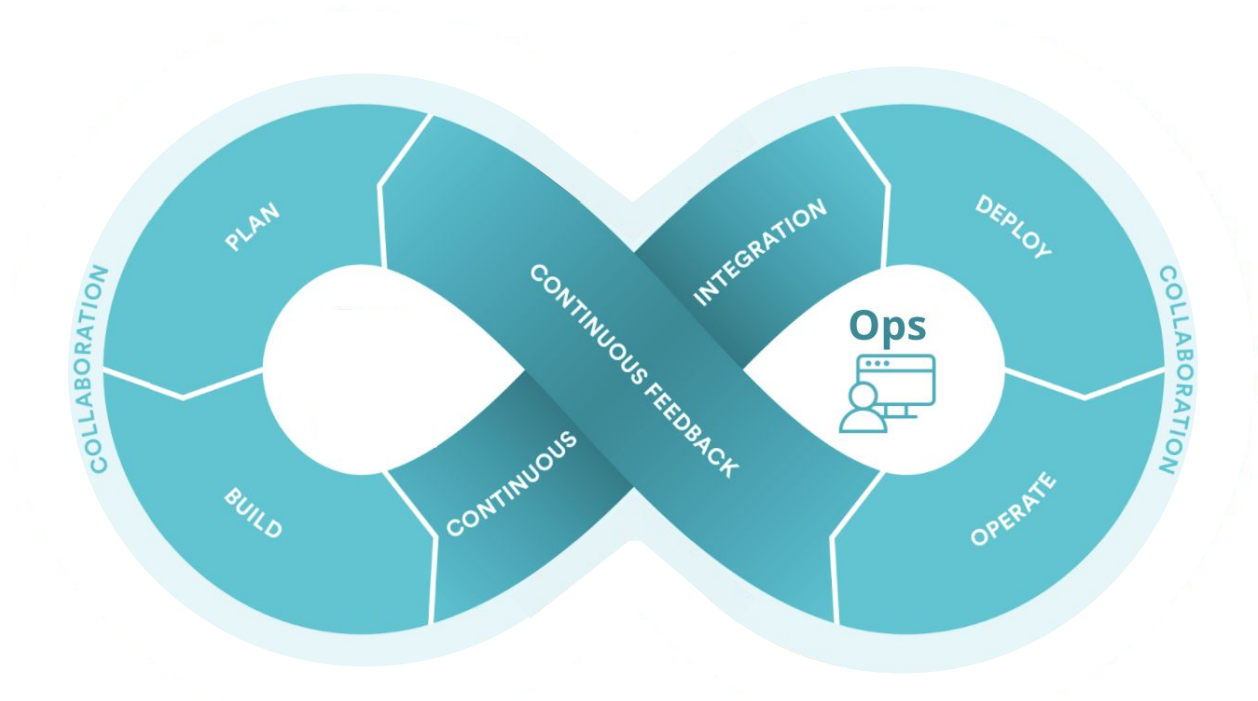 COLLABORATION
PLAN
BUILD
CONTINUOUS
INTEGRATION
CONTINUOUS FEEDBACK
DEPLOY
Ops
OPERATE
COLLABORATION